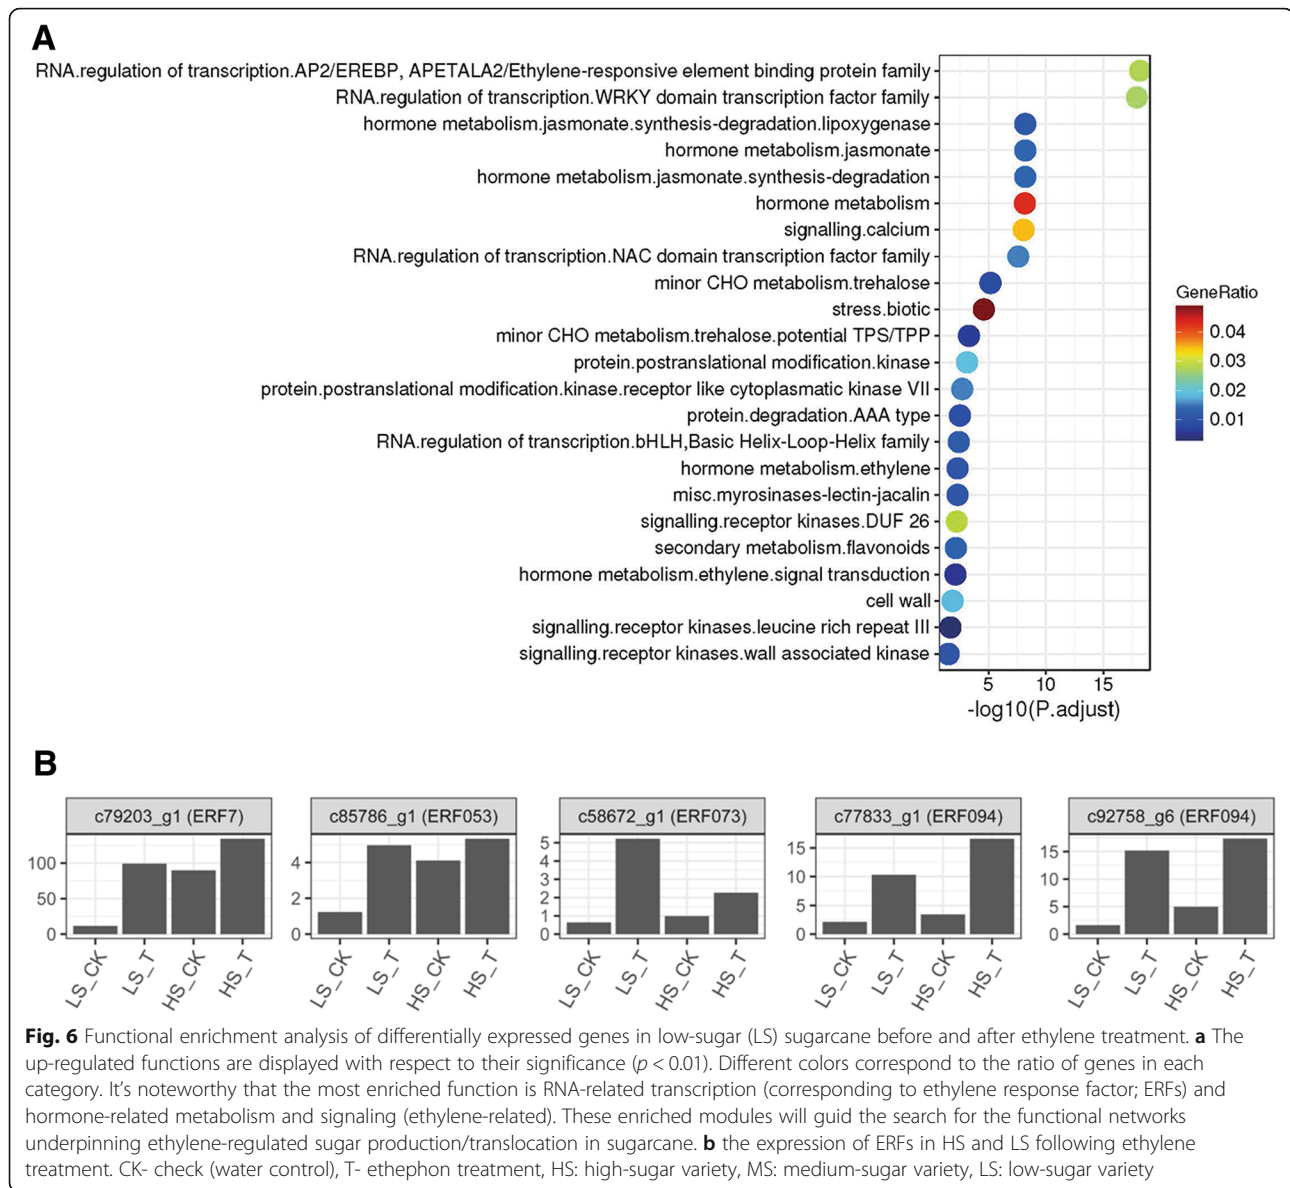 A
RNA.regulation of transcription.AP2/EREBP, APETALA2/Ethylene-responsive element binding protein family
RNA.regulation of transcription.WRKY domain transcription factor family
hormone metabolism.jasmonate.synthesis-degradation.lipoxygenase
hormone metabolism.jasmonate
hormone metabolism.jasmonate.synthesis-degradation
hormone metabolism
signalling.calcium
RNA.regulation of transcription.NAC domain transcription factor family
minor CHO metabolism.trehalose
stress.biotic
minor CHO metabolism.trehalose.potential TPS/TPP
protein.postranslational modification.kinase
protein.postranslational modification.kinase.receptor like cytoplasmatic kinase VII
protein.degradation.AAA type
RNA.regulation of transcription.bHLH,Basic Helix-Loop-Helix family
hormone metabolism.ethylene
misc.myrosinases-lectin-jacalin
signalling.receptor kinases.DUF 26
secondary metabolism.flavonoids
hormone metabolism.ethylene.signal transduction
cell wall
signalling.receptor kinases.leucine rich repeat III
signalling.receptor kinases.wall associated kinase
5 10 15
-log10(P.adjust)
GeneRatio
0.04
0.03
0.02
0.01
B
c79203_g1 (ERF7)
100
50
0
LS_CK LS_T HS_CK HS_T
c85786_g1 (ERF053)
4
2
0
LS_CK LS_T HS_CK HS_T
c58672_g1 (ERF073)
5
4
3
2
1
0
LS_CK LS_T HS_CK HS_T
c77833_g1 (ERF094)
15
10
5
0
LS_CK LS_T HS_CK HS_T
c92758_g6 (ERF094)
15
10
5
0
LS_CK LS_T HS_CK HS_T
Fig. 6 Functional enrichment analysis of differentially expressed genes in low-sugar (LS) sugarcane before and after ethylene treatment. a The
up-regulated functions are displayed with respect to their significance (p < 0.01). Different colors correspond to the ratio of genes in each
category. It's noteworthy that the most enriched function is RNA-related transcription (corresponding to ethylene response factor; ERFs) and
hormone-related metabolism and signaling (ethylene-related). These enriched modules will guid the search for the functional networks
underpinning ethylene-regulated sugar production/translocation in sugarcane. b the expression of ERFs in HS and LS following ethylene
treatment. CK- check (water control), T- ethephon treatment, HS: high-sugar variety, MS: medium-sugar variety, LS: low-sugar variety